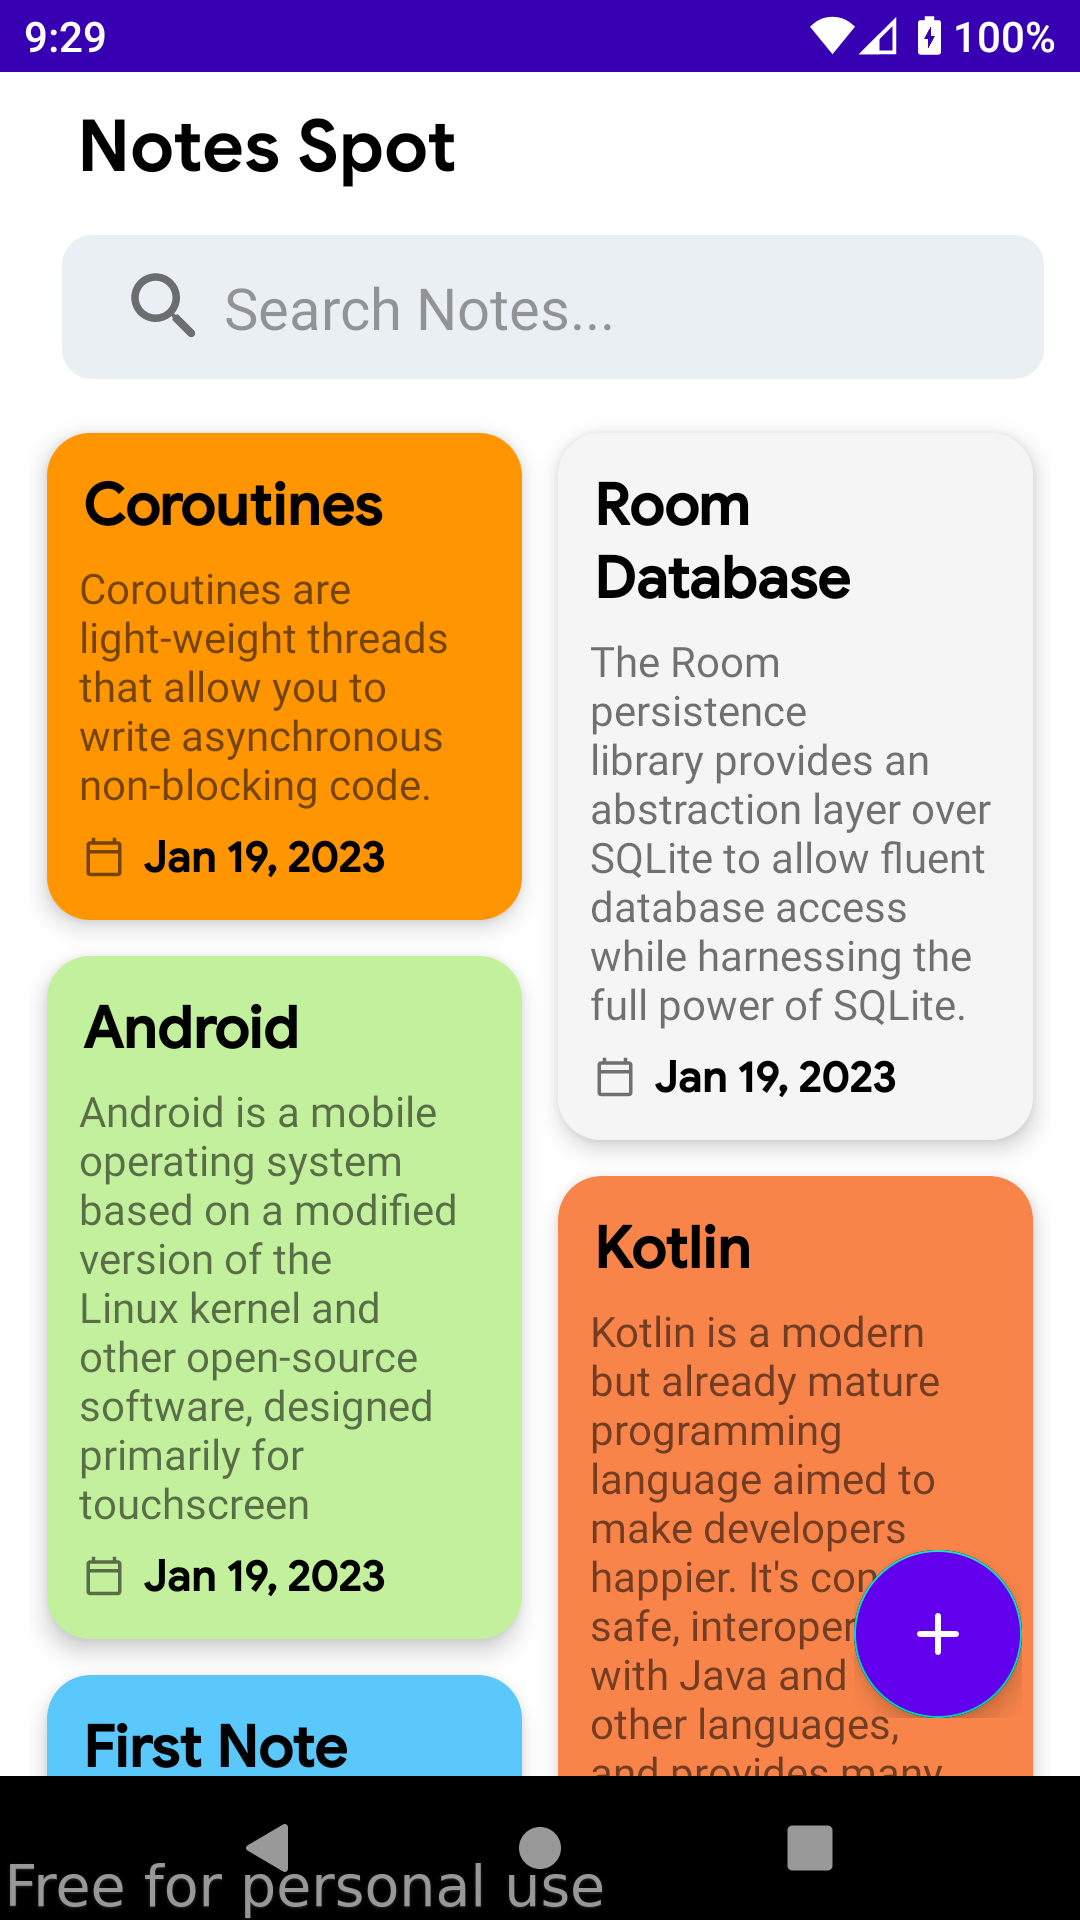 9:29
100%
Notes Spot
Search Notes...
Coroutines
Coroutines are
light-weight threads
that allow you to
write asynchronous
non-blocking code.
Jan 19, 2023
Room
Database
The Room
persistence
library provides an
abstraction layer over
SQLite to allow fluent
database access
while harnessing the
full power of SQLite.
Jan 19, 2023
Android
Android is a mobile
operating system
based on a modified
version of the
Linux kernel and
other open-source
software, designed
primarily for
touchscreen
Jan 19, 2023
Kotlin
Kotlin is a modern
but already mature
programming
language aimed to
make developers
happier. It's
safe,
with Java and
other languages,
and provides many
First Note
Free for personal use